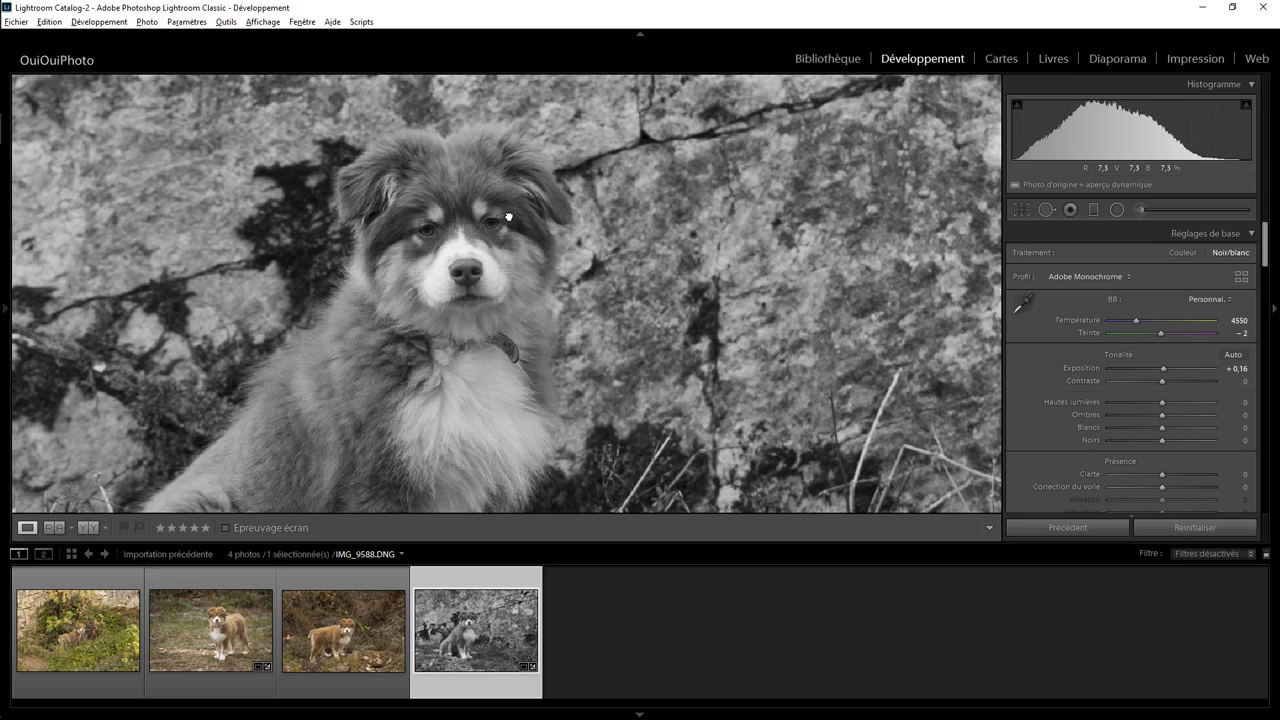 Lightroom Catalog-2 - Adobe Photoshop Lightroom Classic - Développement
Fichier Edition Développement Photo Paramètres Outils Affichage Fenêtre Aide Scripts
OuiOuiPhoto
Bibliothèque | Développement | Cartes | Livres | Diaporama | Impression | Web
Histogramme
R 7,3 V 7,3 B 7,3 %
Photo d'origine + aperçu dynamique
Réglages de base
Traitement : Couleur Noir/blanc
Profil : Adobe Monochrome
BB : Personnal.
Température 4550
Teinte – 2
Tonalité Auto
Exposition + 0,16
Contraste 0
Hautes lumières 0
Ombres 0
Blancs 0
Noirs 0
Présence
Clarté 0
Correction du voile 0
Vibrance 0
Epreuvage écran
Précédent Réinitialiser
1 2 Importation précédente 4 photos /1 sélectionnée(s) /IMG_9588.DNG
Filtre : Filtres désactivés